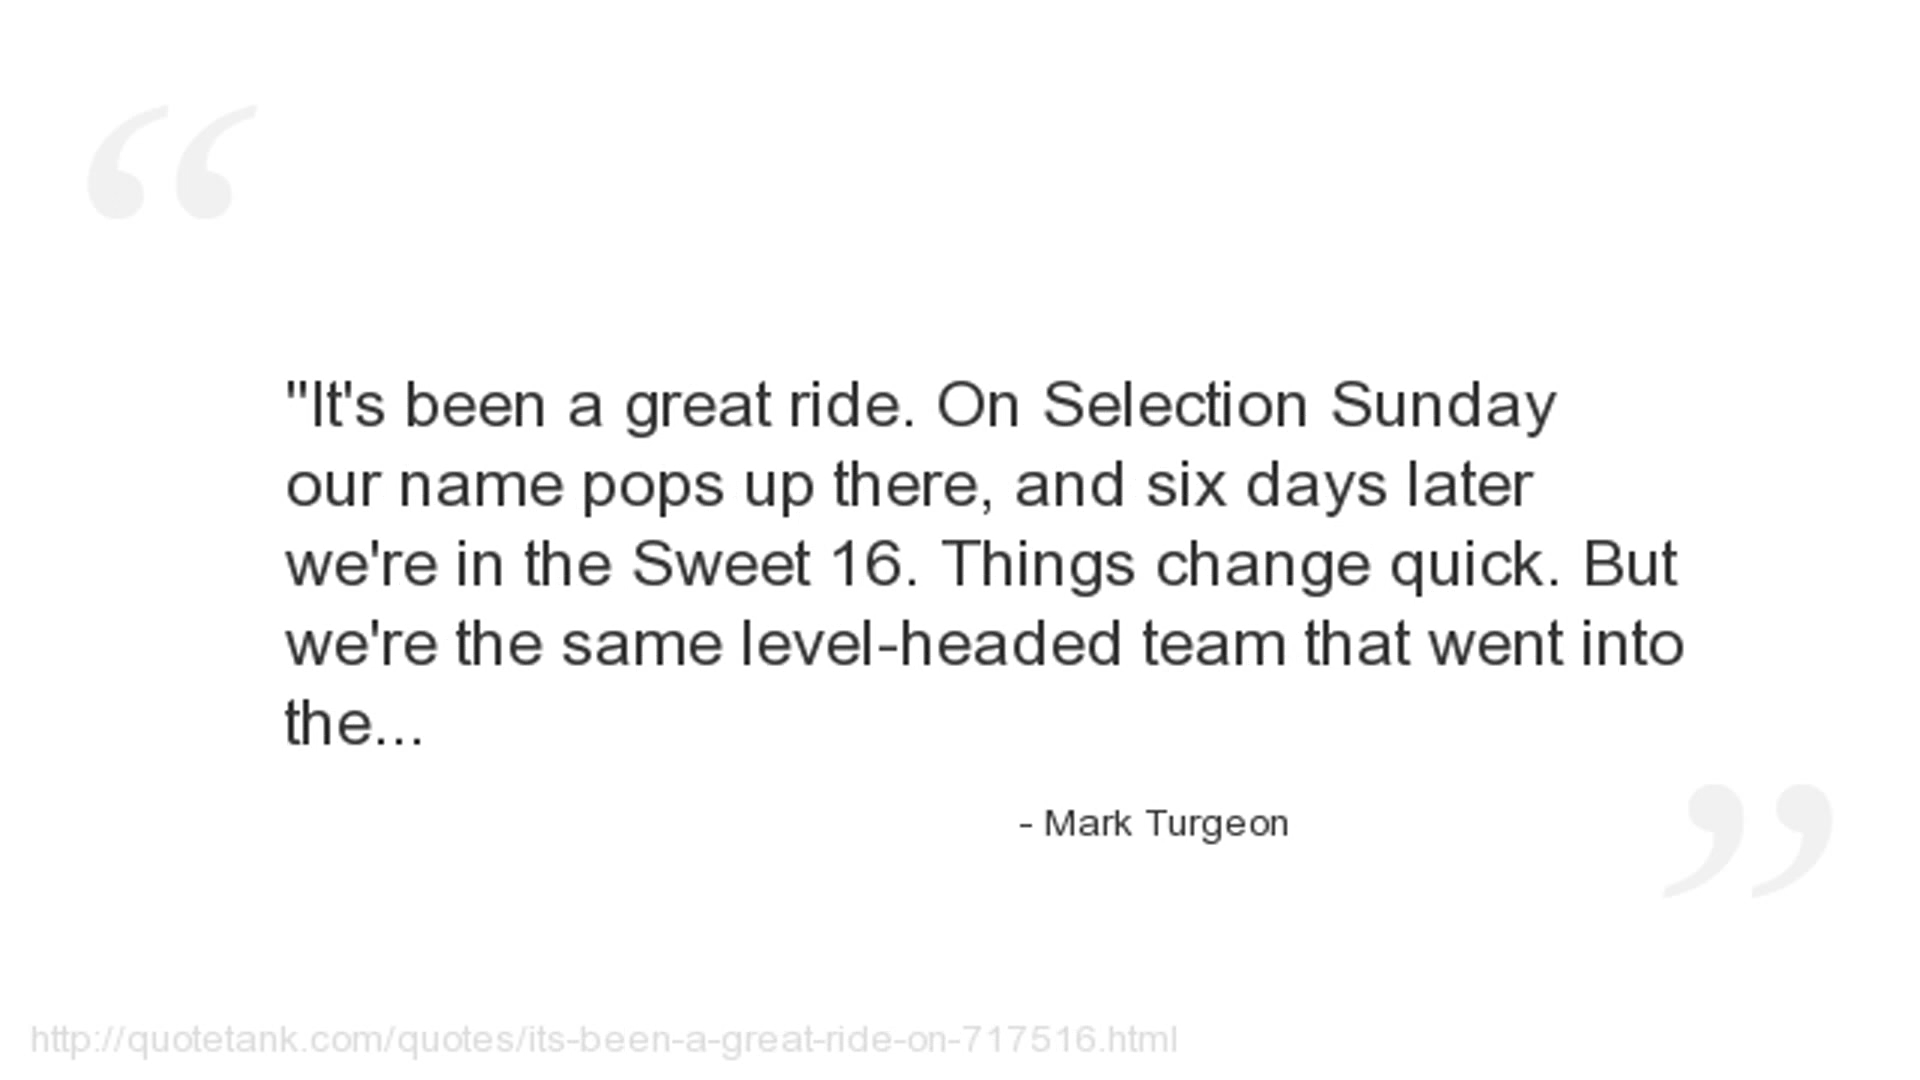 "It's been a great ride. On Selection Sunday
our name pops up there, and six days later
we're in the Sweet 16. Things change quick. But
we're the same level-headed team that went into
the...
- Mark Turgeon
http://quotetank.com/quotes/its-been-a-great-ride-on-717516.html